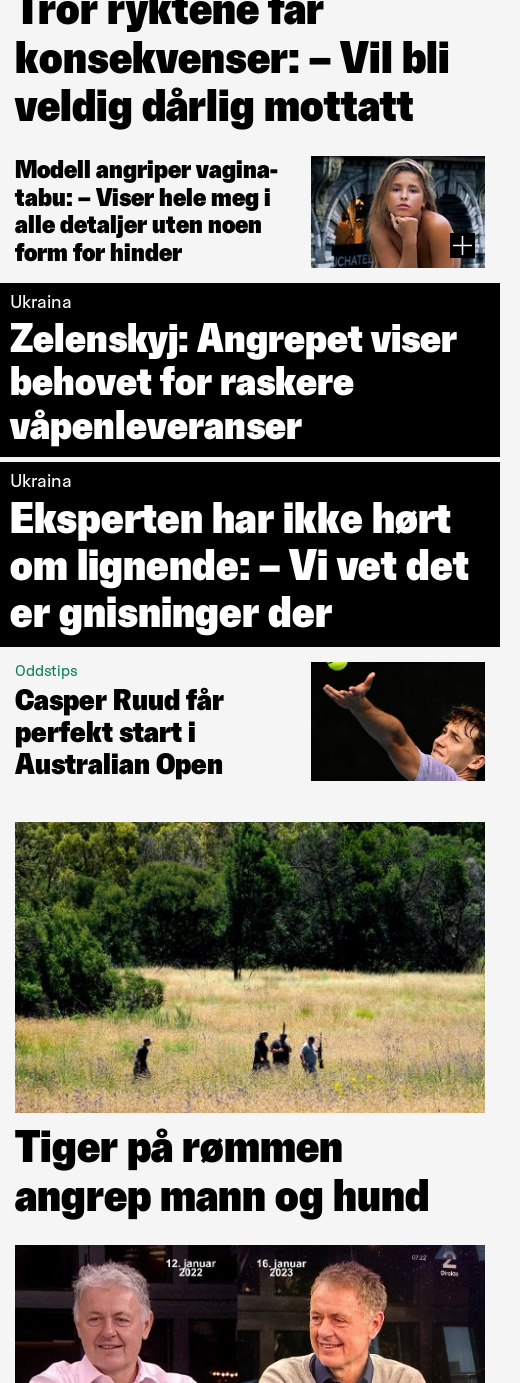 Tror ryktene får
konsekvenser: – Vil bli
veldig dårlig mottatt
Modell angriper vagina-
tabu: – Viser hele meg i
alle detaljer uten noen
form for hinder
ICHATEL
Ukraina
Zelenskyj: Angrepet viser
behovet for raskere
våpenleveranser
Ukraina
Eksperten har ikke hørt
om lignende: – Vi vet det
er gnisninger der
Oddstips
Casper Ruud får
perfekt start i
Australian Open
Tiger på rømmen
angrep mann og hund
12. januar
2022
16. januar
2023
07:22
2
Direkte